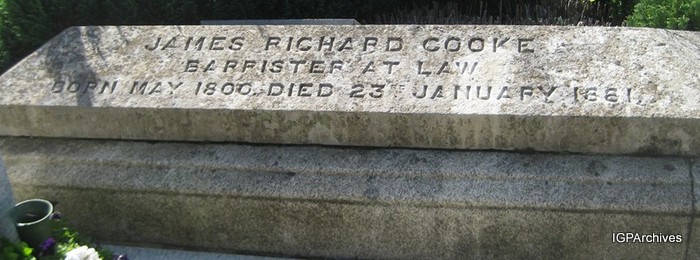 JAMES RICHARD COOKE
BARRISTER AT LAW
BORN MAY 1800. DIED 23RD JANUARY 1881.
IGPArchives